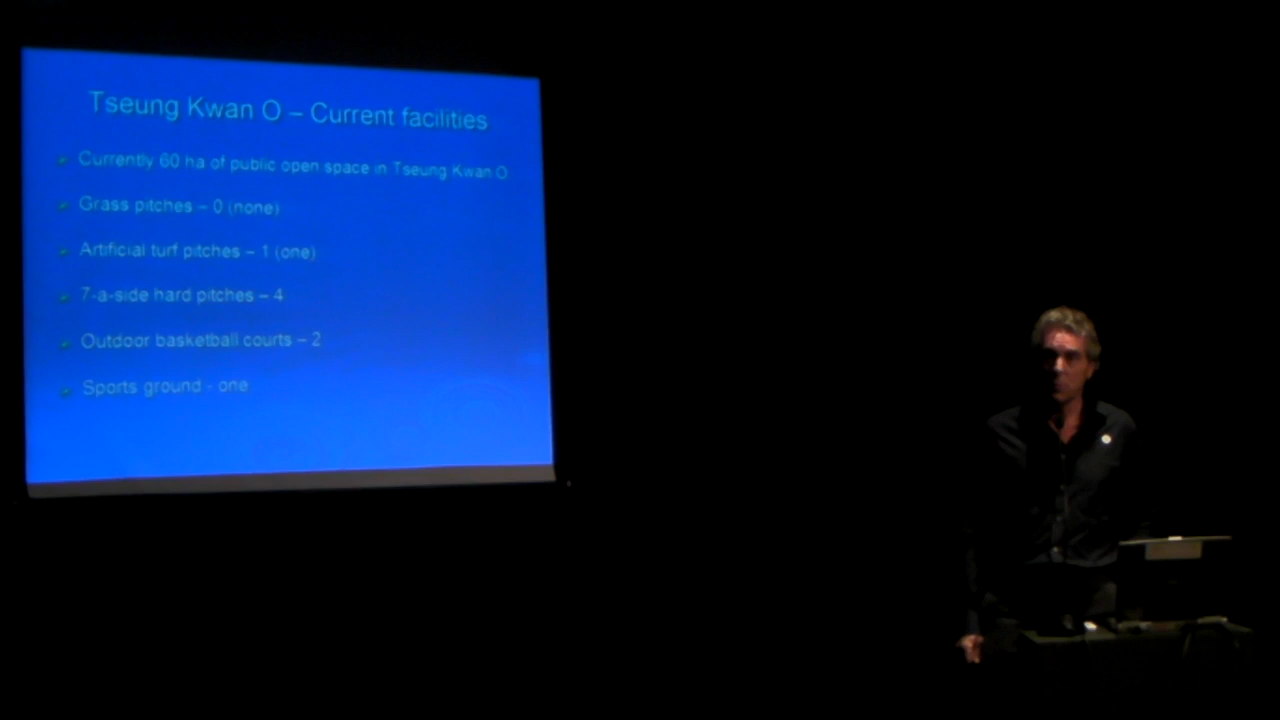 Tseung Kwan O – Current facilities
Currently 60 ha of public open space in Tseung Kwan O
Grass pitches – 0 (none)
Artificial turf pitches – 1 (one)
7-a-side hard pitches – 4
Outdoor basketball courts – 2
Sports ground - one